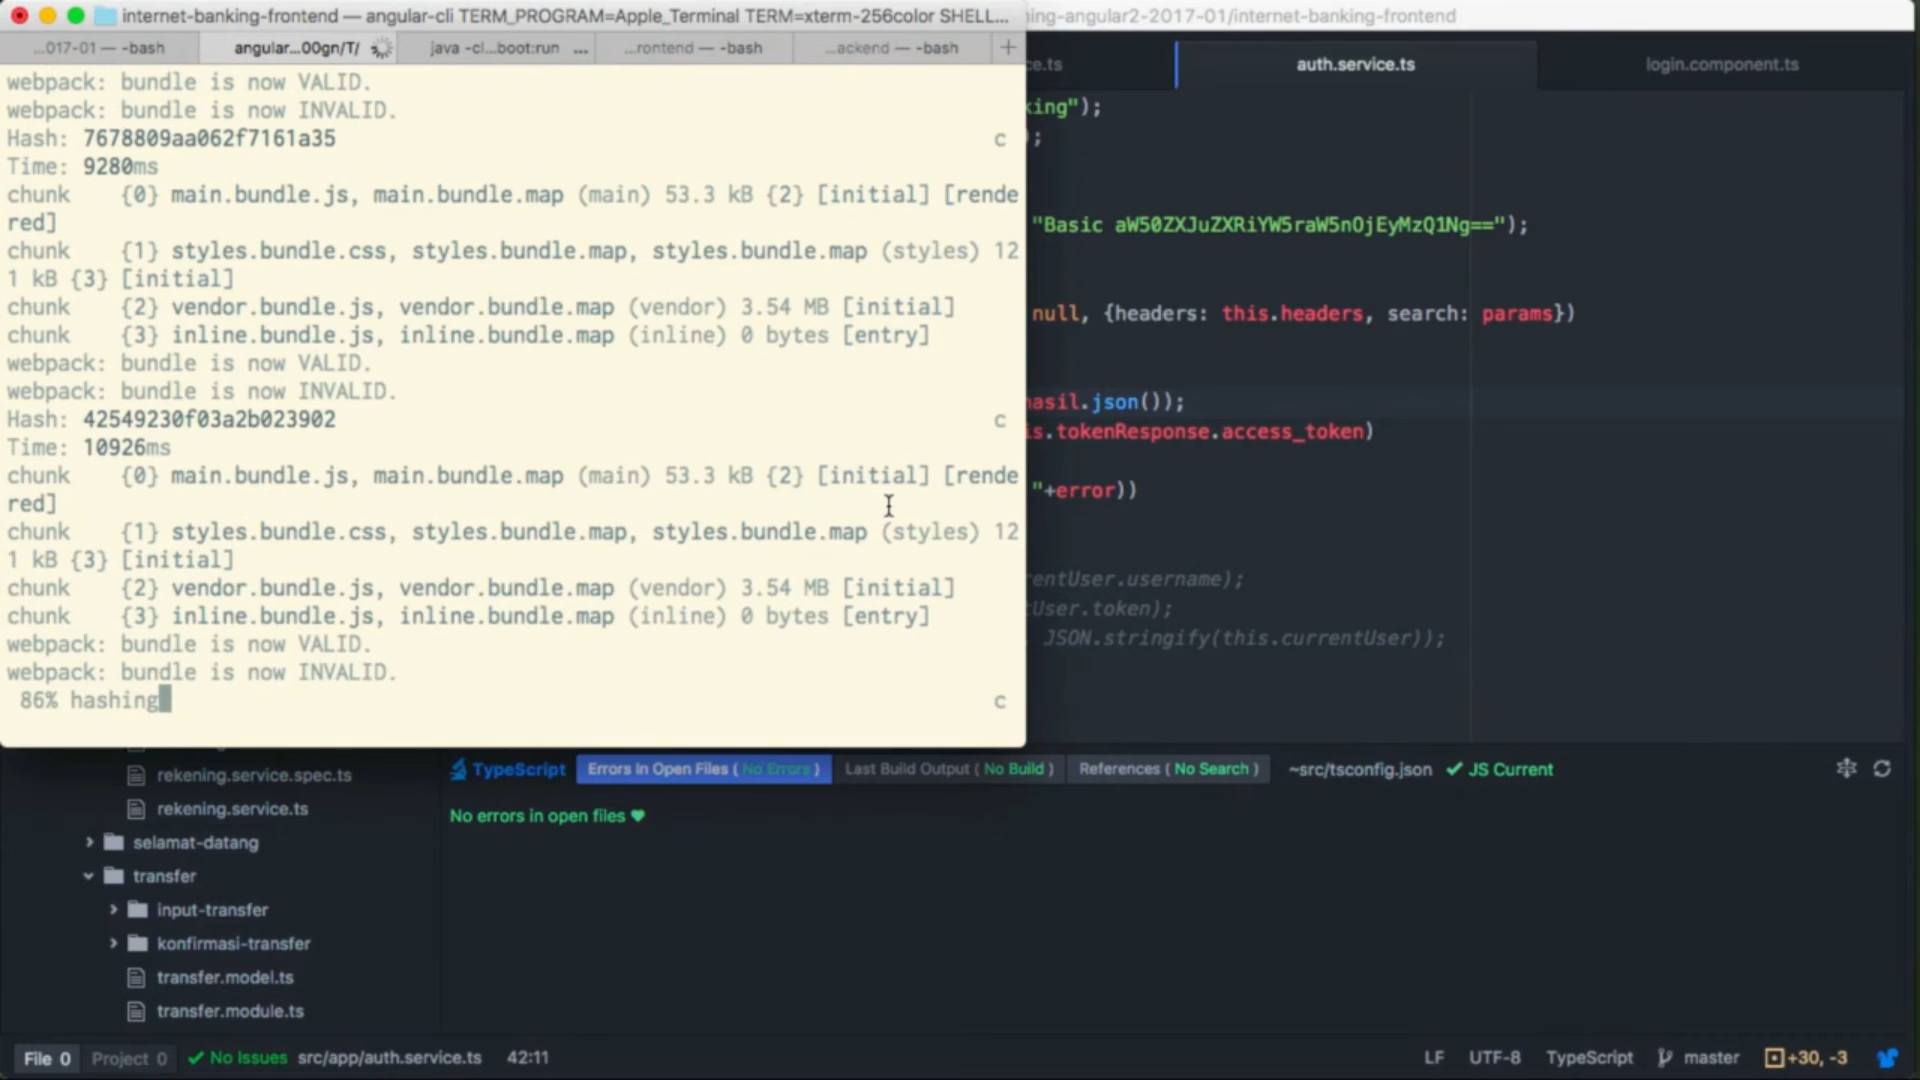 internet-banking-frontend — angular-cli TERM_PROGRAM=Apple_Terminal TERM=xterm-256color SHELL...
ing-angular2-2017-01/internet-banking-frontend
...017-01 — -bash
angular...00gn/T/
java -cl...boot:run ...
...rontend — -bash
...ackend — -bash
+
ce.ts
auth.service.ts
login.component.ts
webpack: bundle is now VALID.
webpack: bundle is now INVALID.
Hash: 7678809aa062f7161a35 c
Time: 9280ms
chunk {0} main.bundle.js, main.bundle.map (main) 53.3 kB {2} [initial] [rende
red]
chunk {1} styles.bundle.css, styles.bundle.map, styles.bundle.map (styles) 12
1 kB {3} [initial]
chunk {2} vendor.bundle.js, vendor.bundle.map (vendor) 3.54 MB [initial]
chunk {3} inline.bundle.js, inline.bundle.map (inline) 0 bytes [entry]
webpack: bundle is now VALID.
webpack: bundle is now INVALID.
Hash: 42549230f03a2b023902 c
Time: 10926ms
chunk {0} main.bundle.js, main.bundle.map (main) 53.3 kB {2} [initial] [rende
red]
chunk {1} styles.bundle.css, styles.bundle.map, styles.bundle.map (styles) 12
1 kB {3} [initial]
chunk {2} vendor.bundle.js, vendor.bundle.map (vendor) 3.54 MB [initial]
chunk {3} inline.bundle.js, inline.bundle.map (inline) 0 bytes [entry]
webpack: bundle is now VALID.
webpack: bundle is now INVALID.
86% hashing c
king");
);
"Basic aW50ZXJuZXRiYW5raW5nOjEyMzQ1Ng==");
null, {headers: this.headers, search: params})
hasil.json());
is.tokenResponse.access_token)
"+error))
rentUser.username);
tUser.token);
, JSON.stringify(this.currentUser));
rekening.service.spec.ts
rekening.service.ts
selamat-datang
transfer
input-transfer
konfirmasi-transfer
transfer.model.ts
transfer.module.ts
TypeScript
Errors In Open Files ( No Errors )
Last Build Output ( No Build )
References ( No Search )
~src/tsconfig.json
JS Current
No errors in open files ♥
File 0
Project 0
No Issues
src/app/auth.service.ts
42:11
LF
UTF-8
TypeScript
master
+30, -3